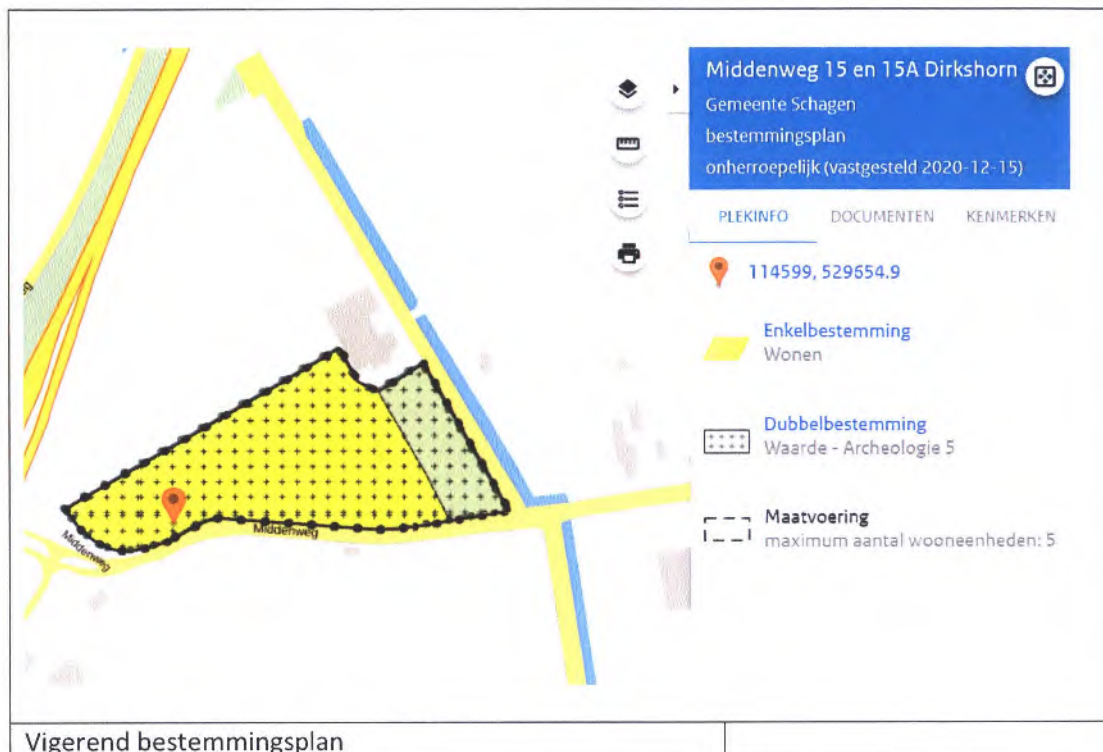 Middenweg 15 en 15A Dirkshorn
Gemeente Schagen
bestemmingsplan
onherroepelijk (vastgesteld 2020-12-15)
PLEKINFO DOCUMENTEN KENMERKEN
114599, 529654.9
Enkelbestemming
Wonen
Dubbelbestemming
Waarde - Archeologie 5
Maatvoering
maximum aantal wooneenheden: 5
Middenweg
Middenweg
Vigerend bestemmingsplan